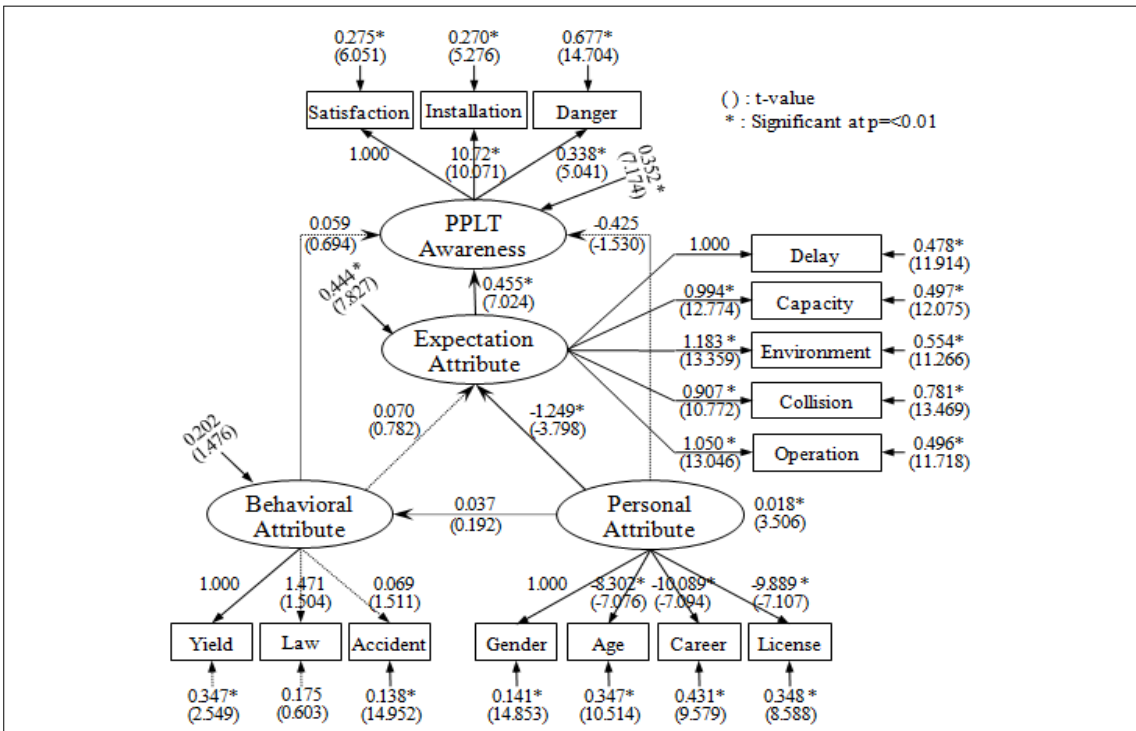 0.275* 0.270* 0.677*
(6.051) (5.276) (14.704)
( ) : t-value
* : Significant at p=<0.01
Satisfaction Installation Danger
1.000 10.72* 0.338*
(10.071) (5.041)
0.352*
(7.174)
0.059
(0.694)
PPLT
Awareness
-0.425
(-1.530)
1.000 Delay 0.478*
(11.914)
0.444*
(7.827)
0.455*
(7.024)
0.994* Capacity 0.497*
(12.774) (12.075)
Expectation
Attribute
1.183* Environment 0.554*
(13.359) (11.266)
0.907* Collision 0.781*
(10.772) (13.469)
0.070
(0.782)
-1.249*
(-3.798)
1.050* Operation 0.496*
(13.046) (11.718)
0.202
(1.476)
Behavioral
Attribute
0.037
(0.192)
Personal
Attribute
0.018*
(3.506)
1.000 1.471 0.069
(1.504) (1.511)
1.000 -8.302* -10.089* -9.889*
(-7.076) (-7.094) (-7.107)
Yield Law Accident Gender Age Career License
0.347* 0.175 0.138* 0.141* 0.347* 0.431* 0.348*
(2.549) (0.603) (14.952) (14.853) (10.514) (9.579) (8.588)